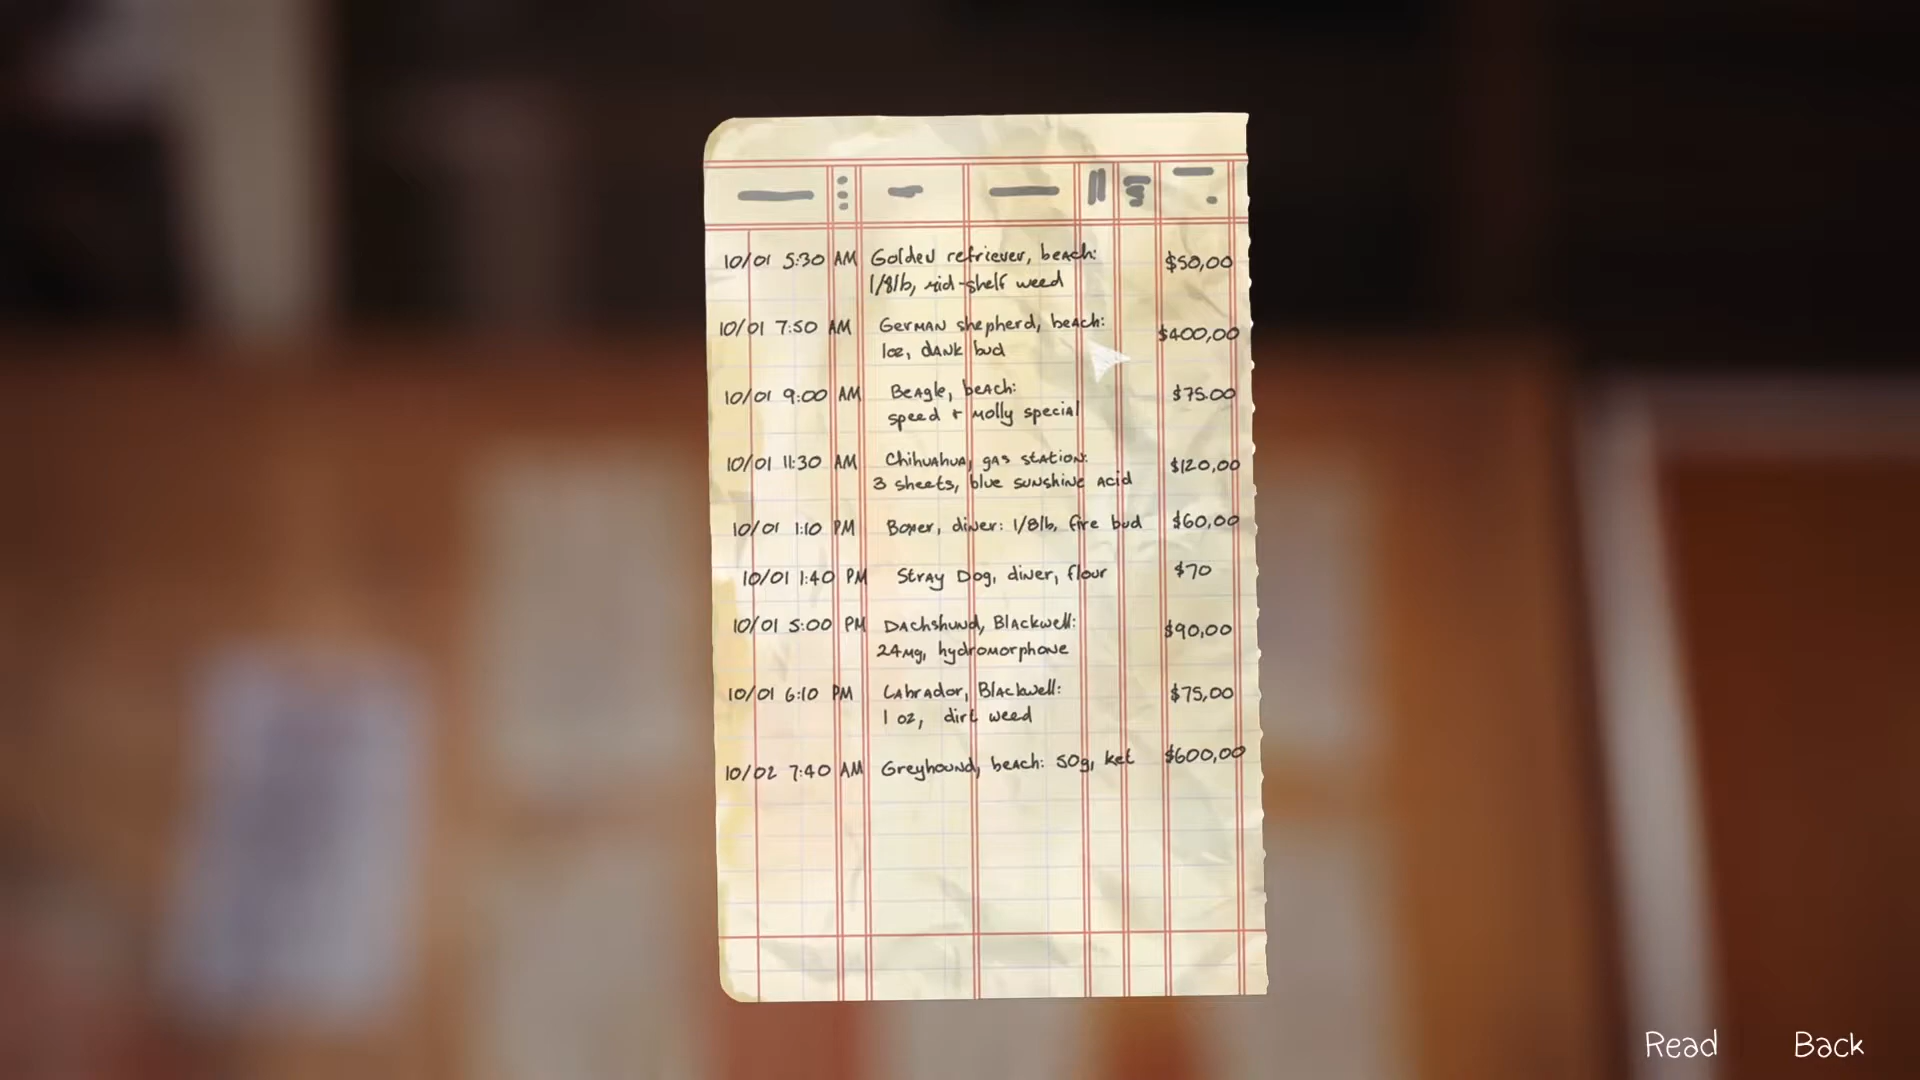 10/01 5:30 AM Golden retriever, beach: $50,00
1/8lb, mid-shelf weed
10/01 7:50 AM German shepherd, beach: $400,00
1oz, dank bud
10/01 9:00 AM Beagle, beach: $75.00
speed + Molly special
10/01 11:30 AM Chihuahua, gas station: $120,00
3 sheets, blue sunshine acid
10/01 1:10 PM Boxer, diner: 1/8lb, fire bud $60,00
10/01 1:40 PM Stray Dog, diner, flour $70
10/01 5:00 PM Dachshund, Blackwell: $90,00
24mg, hydromorphone
10/01 6:10 PM Labrador, Blackwell: $75,00
1 oz, dirt weed
10/02 7:40 AM Greyhound, beach: 50g, ket $600,00
Read Back